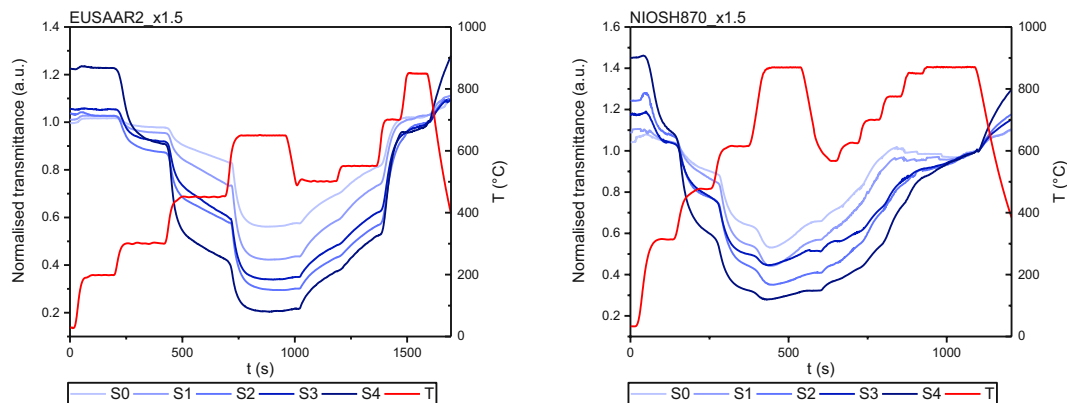 EUSAAR2_x1.5
Normalised transmittance (a.u.)
1.4
1.2
1.0
0.8
0.6
0.4
0.2
1000
800
600
400
200
0
T (°C)
0 500 1000 1500
t (s)
S0 S1 S2 S3 S4 T
NIOSH870_x1.5
Normalised transmittance (a.u.)
1.6
1.4
1.2
1.0
0.8
0.6
0.4
0.2
1000
800
600
400
200
0
T (°C)
0 500 1000
t (s)
S0 S1 S2 S3 S4 T